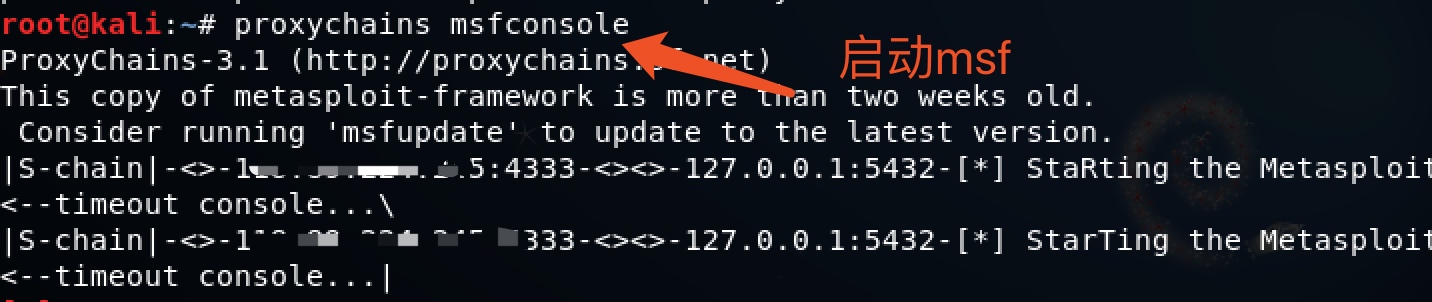 root@kali:~# proxychains msfconsole
启动msf
ProxyChains-3.1 (http://proxychains. net)
This copy of metasploit-framework is more than two weeks old.
Consider running 'msfupdate' to update to the latest version.
|S-chain|-<>-1 5:4333-<><>-127.0.0.1:5432-[*] StaRting the Metasploit
<--timeout console...\
|S-chain|-<>-1 333-<><>-127.0.0.1:5432-[*] StarTing the Metasploit
<--timeout console...|